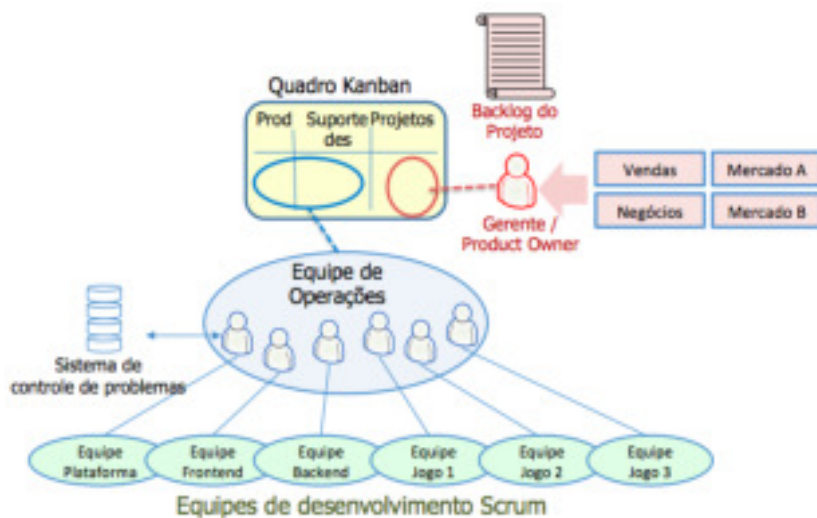 Quadro Kanban
Prod Suporte Projetos
des
Backlog do
Projeto
Vendas Mercado A
Negócios Mercado B
Gerente /
Product Owner
Equipe de
Operações
Sistema de
controle de problemas
Equipe Equipe Equipe Equipe Equipe Equipe
Plataforma Frontend Backend Jogo 1 Jogo 2 Jogo 3
Equipes de desenvolvimento Scrum